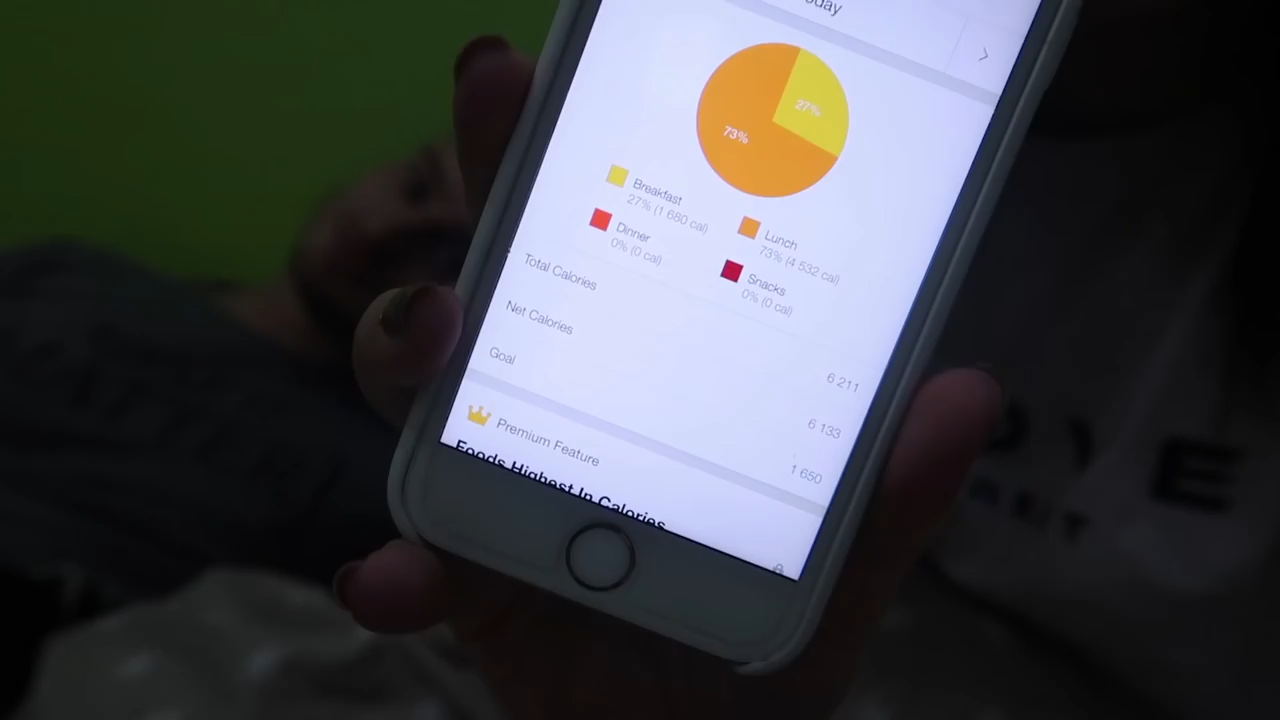 oday
27%
73%
Breakfast
27% (1 680 cal)
Lunch
73% (4 532 cal)
Dinner
0% (0 cal)
Snacks
0% (0 cal)
Total Calories
6 211
Net Calories
6 133
Goal
1 650
Premium Feature
Foods Highest In Calories